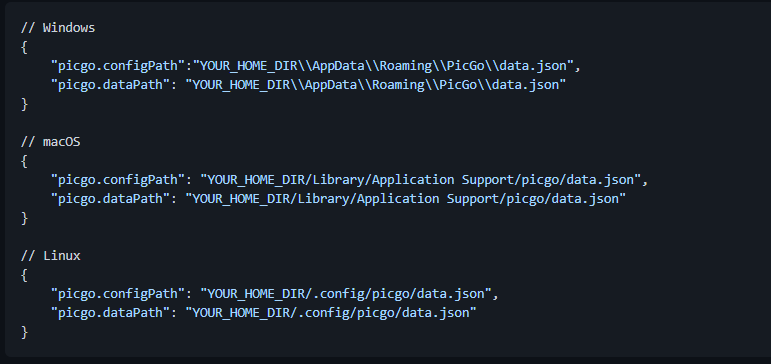 // Windows
{
    "picgo.configPath":"YOUR_HOME_DIR\\AppData\\Roaming\\PicGo\\data.json",
    "picgo.dataPath": "YOUR_HOME_DIR\\AppData\\Roaming\\PicGo\\data.json"
}

// macOS
{
    "picgo.configPath": "YOUR_HOME_DIR/Library/Application Support/picgo/data.json",
    "picgo.dataPath": "YOUR_HOME_DIR/Library/Application Support/picgo/data.json"
}

// Linux
{
    "picgo.configPath": "YOUR_HOME_DIR/.config/picgo/data.json",
    "picgo.dataPath": "YOUR_HOME_DIR/.config/picgo/data.json"
}